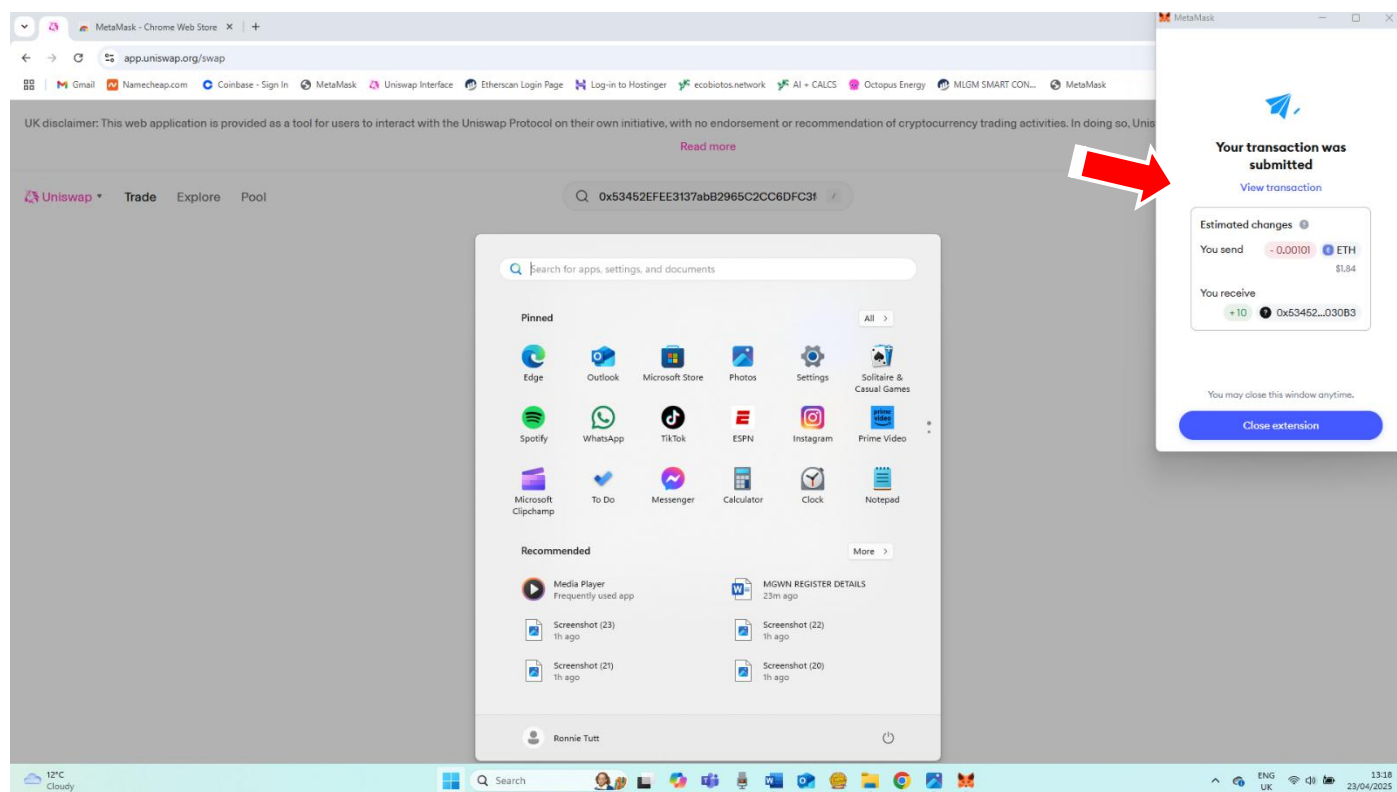 MetaMask - Chrome Web Store
app.uniswap.org/swap
Gmail Namecheap.com Coinbase - Sign In MetaMask Uniswap Interface Etherscan Login Page Log-in to Hostinger ecobiotos.network AI + CALCS Octopus Energy MLGM SMART CON... MetaMask
UK disclaimer: This web application is provided as a tool for users to interact with the Uniswap Protocol on their own initiative, with no endorsement or recommendation of cryptocurrency trading activities. In doing so, Unis
Read more
Uniswap Trade Explore Pool
0x53452EFEE3137abB2965C2CC6DFC3f
/
Search for apps, settings, and documents
Pinned
All >
Edge Outlook Microsoft Store Photos Settings Solitaire &
Casual Games
Spotify WhatsApp TikTok ESPN Instagram Prime Video
Microsoft To Do Messenger Calculator Clock Notepad
Clipchamp
Recommended
More >
Media Player
Frequently used app
MGWN REGISTER DETAILS
23m ago
Screenshot (23)
1h ago
Screenshot (22)
1h ago
Screenshot (21)
1h ago
Screenshot (20)
1h ago
Ronnie Tutt
MetaMask
Your transaction was
submitted
View transaction
Estimated changes
You send - 0.00101 ETH
$1.84
You receive
+ 10 0x53452...030B3
You may close this window anytime.
Close extension
12°C
Cloudy
Search
ENG
UK
13:18
23/04/2025